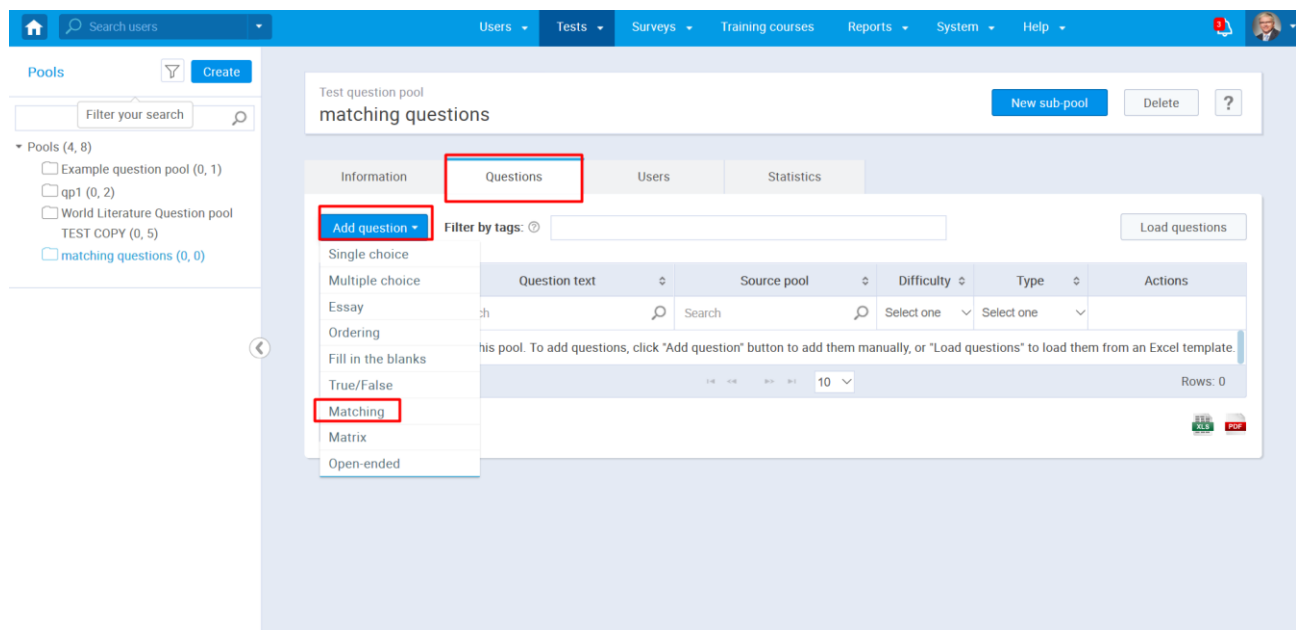 Search users
Users
Tests
Surveys
Training courses
Reports
System
Help
3
Pools
Create
Filter your search
Pools (4, 8)
Example question pool (0, 1)
qp1 (0, 2)
World Literature Question pool
TEST COPY (0, 5)
matching questions (0, 0)
Test question pool
matching questions
New sub-pool
Delete
?
Information
Questions
Users
Statistics
Add question
Filter by tags:
Load questions
Single choice
Multiple choice
Essay
Ordering
Fill in the blanks
True/False
Matching
Matrix
Open-ended
Question text
Source pool
Difficulty
Type
Actions
ch
Search
Select one
Select one
his pool. To add questions, click "Add question" button to add them manually, or "Load questions" to load them from an Excel template.
10
Rows: 0
XLS
PDF